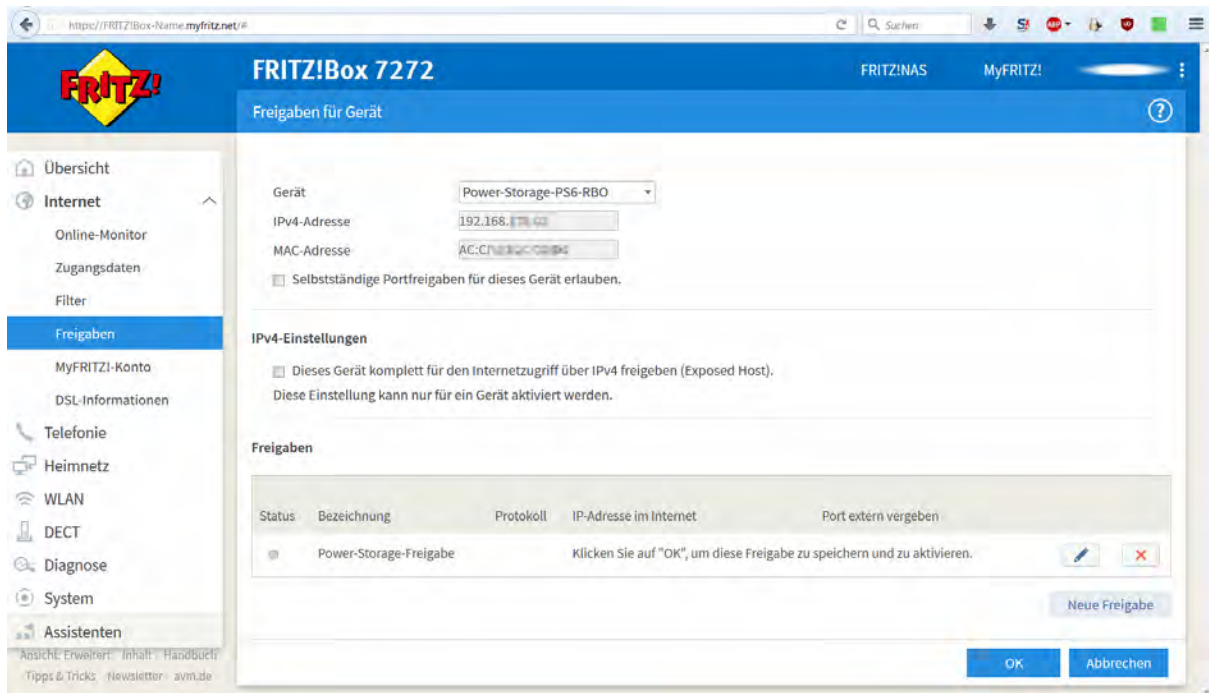 https://FRITZ!Box-Name.myfritz.net/#
Suchen
FRITZ!
FRITZ!Box 7272
FRITZ!NAS
MyFRITZ!
Freigaben für Gerät
Übersicht
Internet
Online-Monitor
Zugangsdaten
Filter
Freigaben
MyFRITZ!-Konto
DSL-Informationen
Telefonie
Heimnetz
WLAN
DECT
Diagnose
System
Assistenten
Ansicht: Erweitert Inhalt Handbuch
Tipps & Tricks Newsletter avm.de
Gerät Power-Storage-PS6-RBO
IPv4-Adresse 192.168.
MAC-Adresse AC:C
Selbstständige Portfreigaben für dieses Gerät erlauben.
IPv4-Einstellungen
Dieses Gerät komplett für den Internetzugriff über IPv4 freigeben (Exposed Host).
Diese Einstellung kann nur für ein Gerät aktiviert werden.
Freigaben
Status Bezeichnung Protokoll IP-Adresse im Internet Port extern vergeben
Power-Storage-Freigabe Klicken Sie auf "OK", um diese Freigabe zu speichern und zu aktivieren.
Neue Freigabe
OK Abbrechen